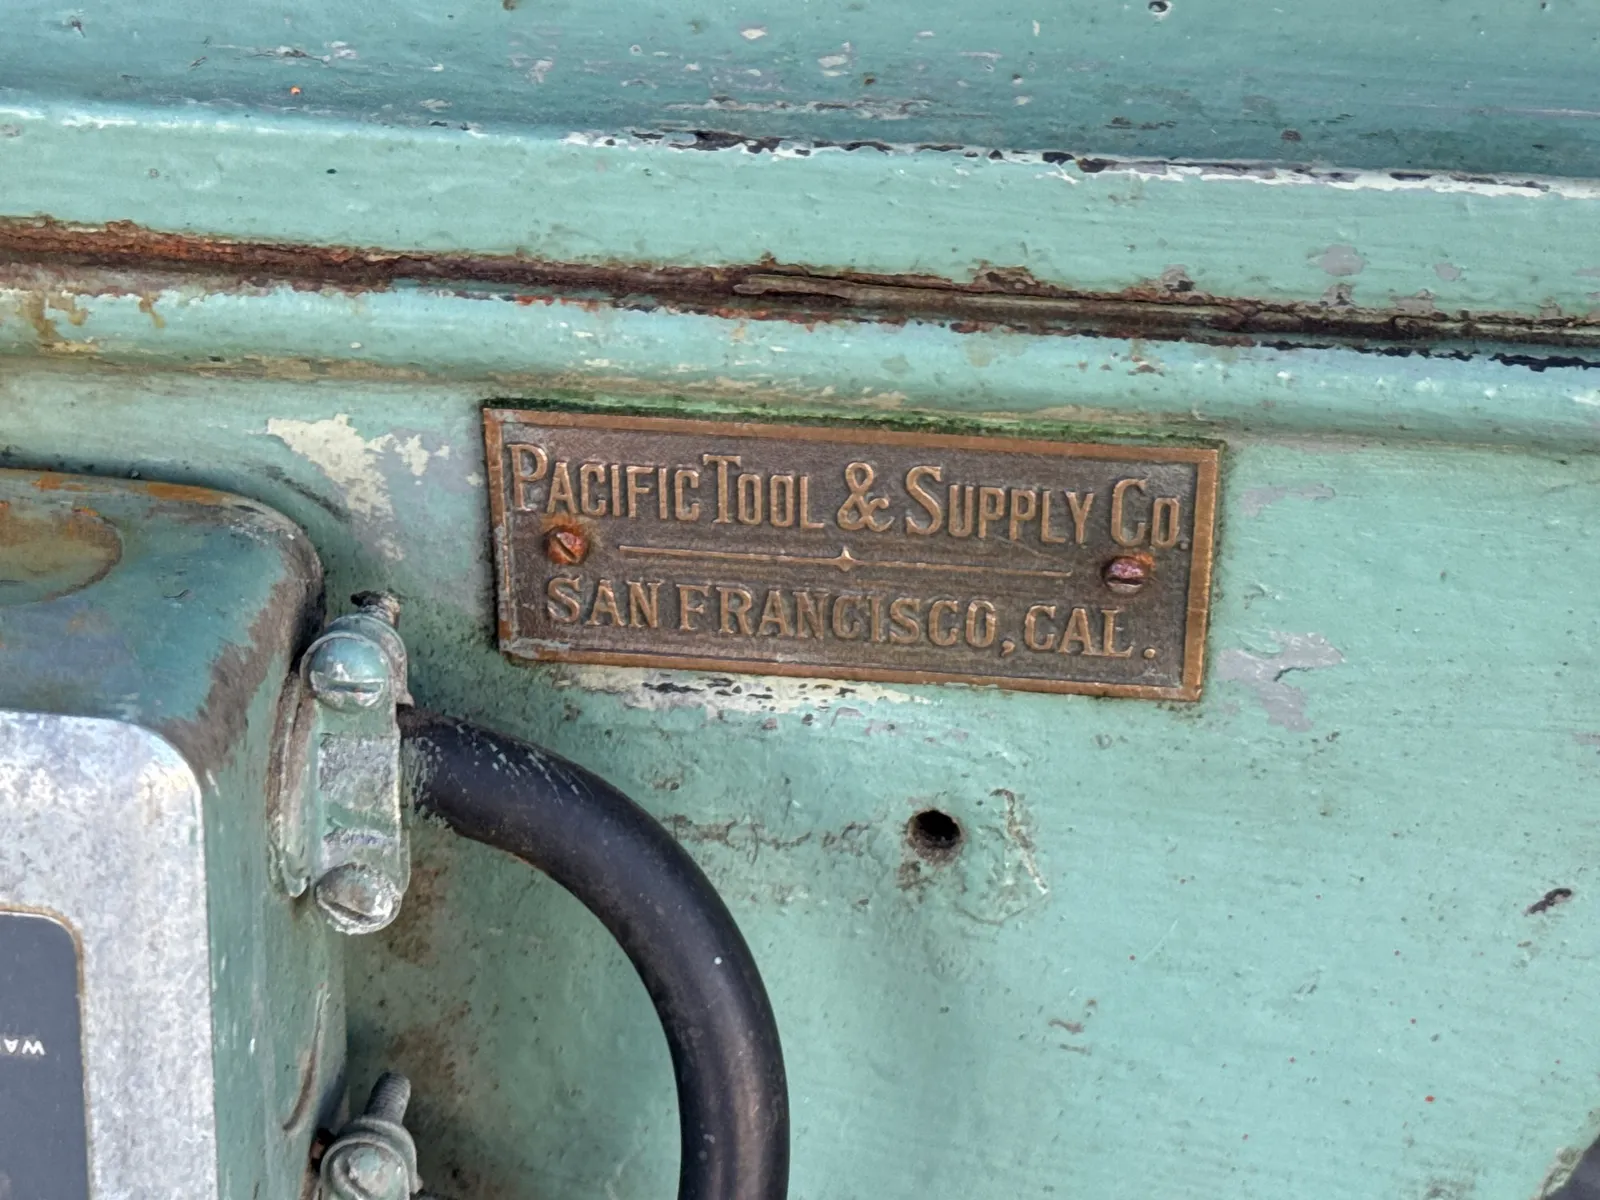 PACIFIC TOOL & SUPPLY CO.
SAN FRANCISCO, CAL.